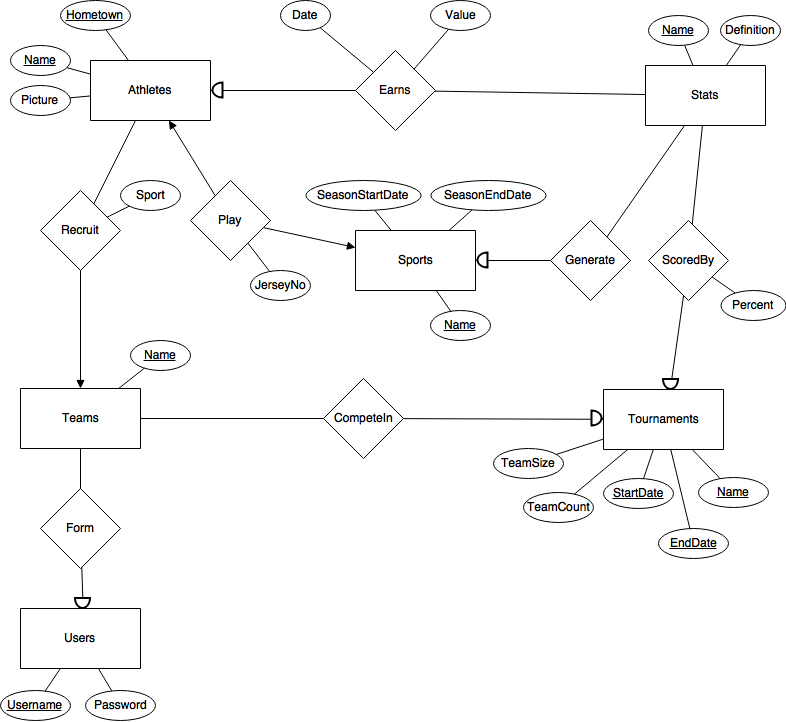 Hometown
Date
Value
Name
Definition
Name
Athletes
Earns
Stats
Picture
Sport
SeasonStartDate
SeasonEndDate
Recruit
Play
Sports
Generate
ScoredBy
JerseyNo
Percent
Name
Name
Teams
CompeteIn
Tournaments
TeamSize
StartDate
Name
TeamCount
Form
EndDate
Users
Username
Password